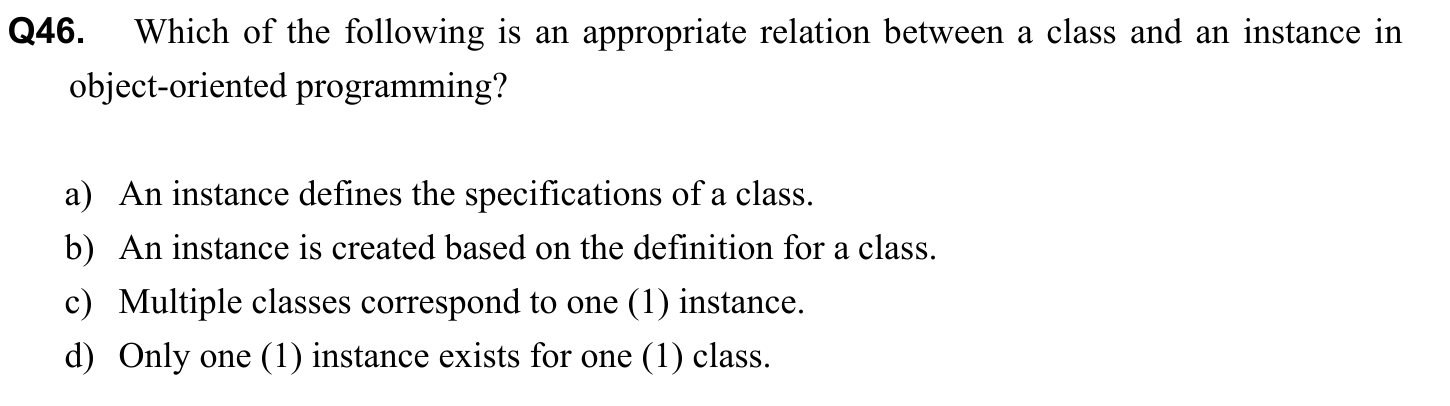 Q46. Which of the following is an appropriate relation between a class and an instance in
object-oriented programming?
a) An instance defines the specifications of a class.
b) An instance is created based on the definition for a class.
c) Multiple classes correspond to one (1) instance.
d) Only one (1) instance exists for one (1) class.